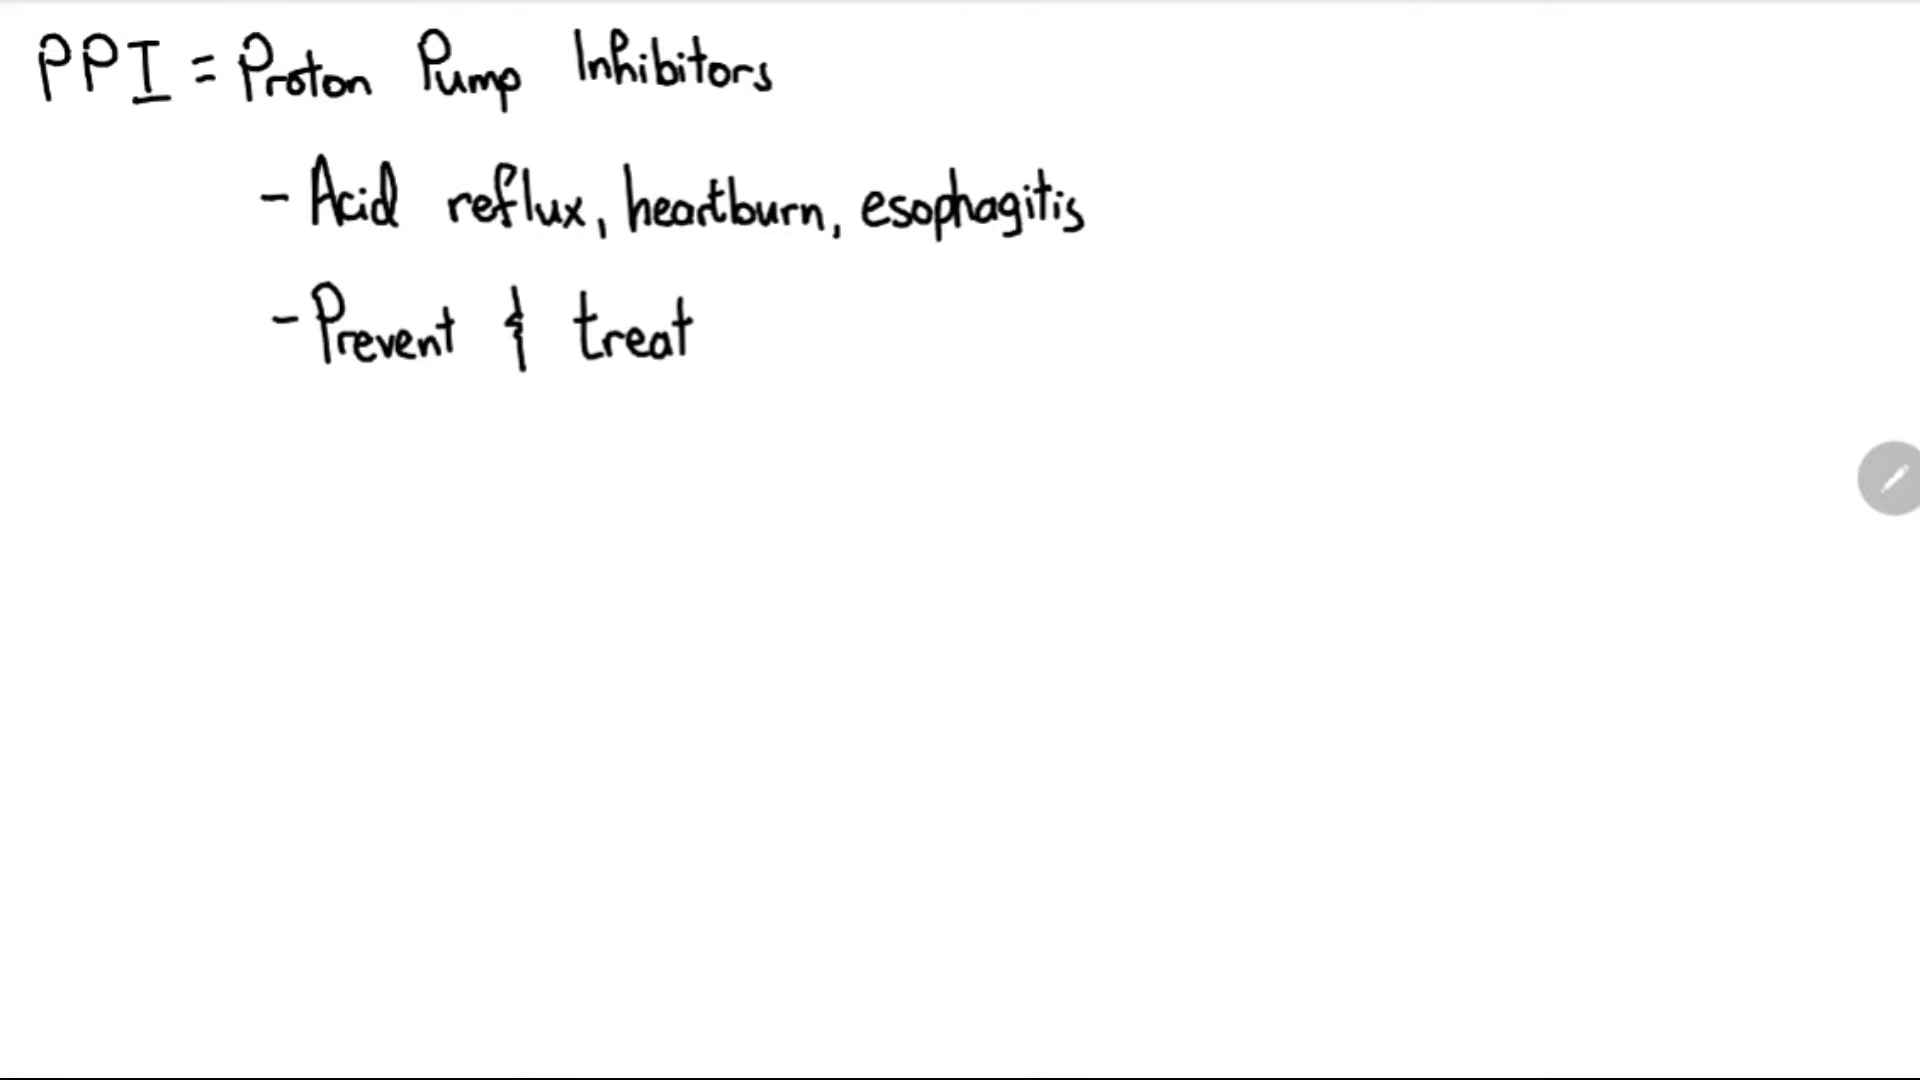 PPI = Proton Pump Inhibitors
- Acid reflux, heartburn, esophagitis
- Prevent & treat